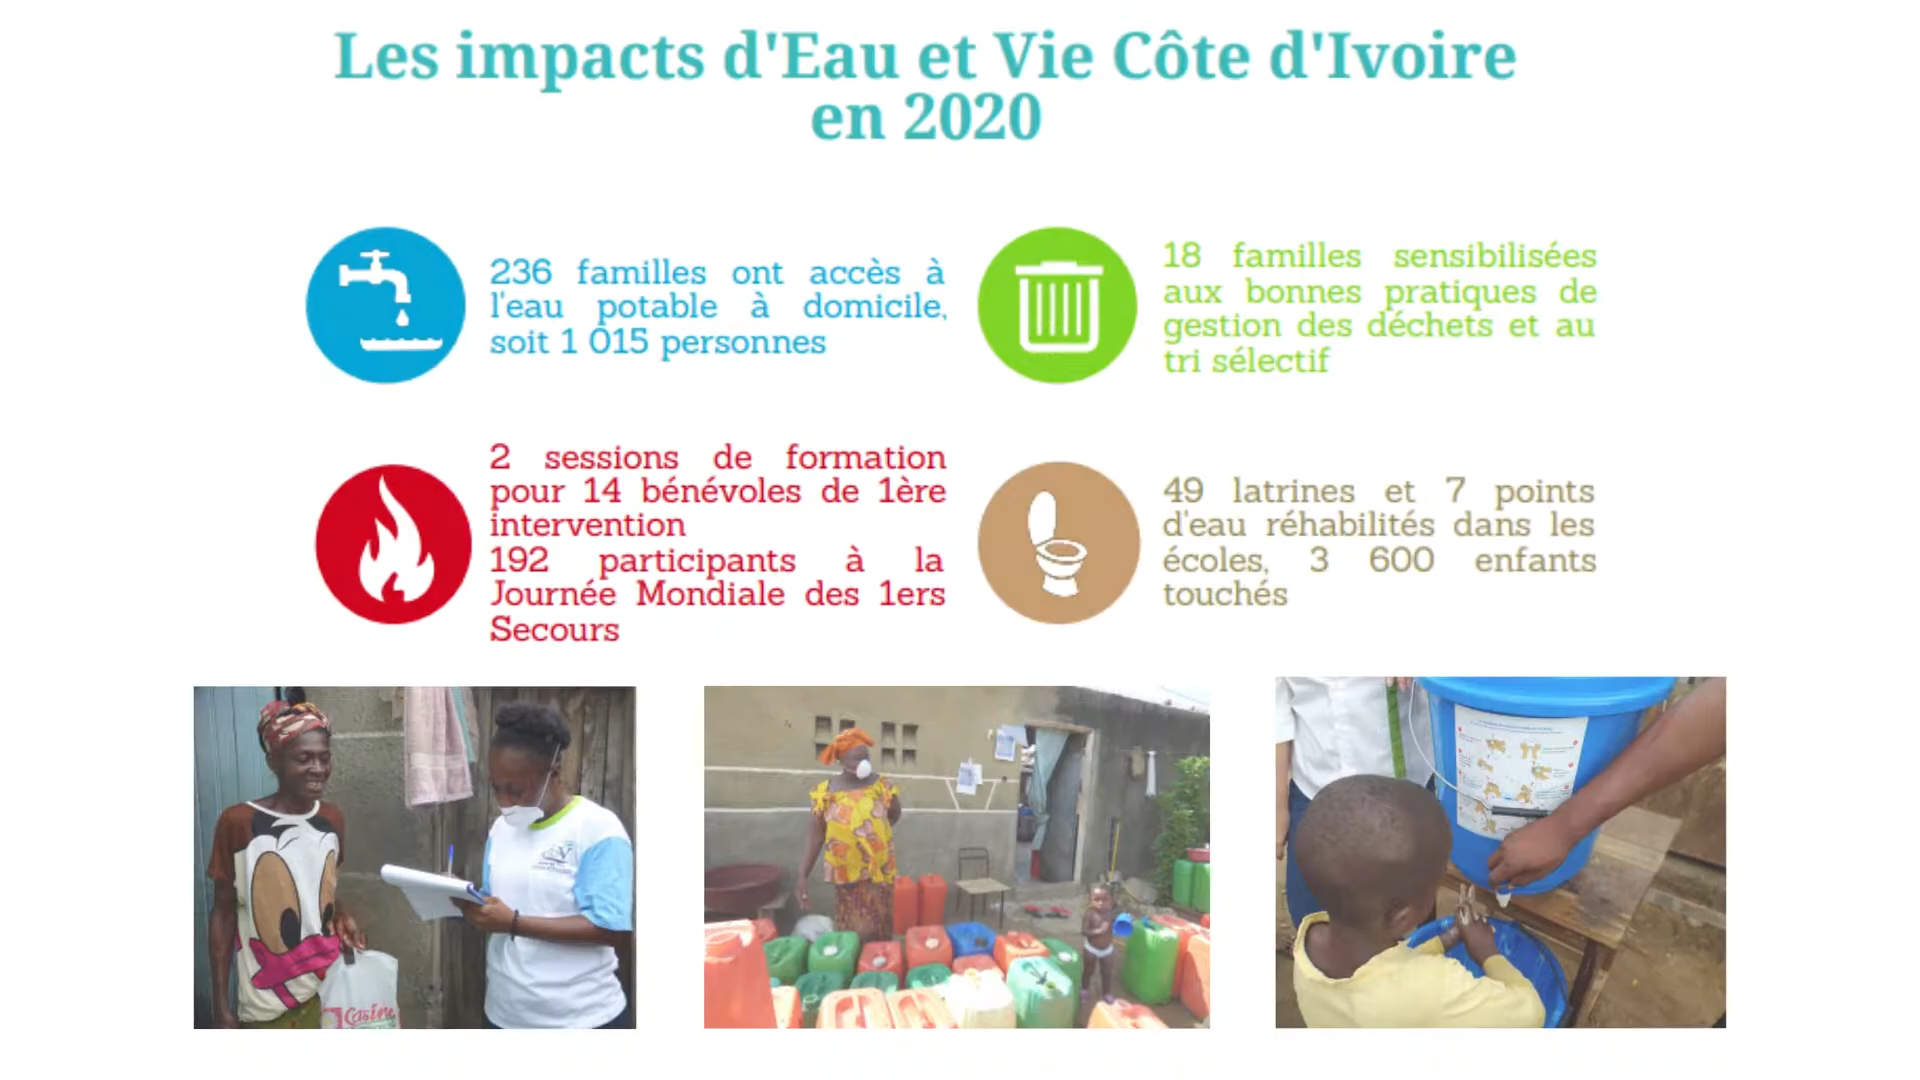 Les impacts d'Eau et Vie Côte d'Ivoire
en 2020
236 familles ont accès à
l'eau potable à domicile,
soit 1 015 personnes
18 familles sensibilisées
aux bonnes pratiques de
gestion des déchets et au
tri sélectif
2 sessions de formation
pour 14 bénévoles de 1ère
intervention
192 participants à la
Journée Mondiale des 1ers
Secours
49 latrines et 7 points
d'eau réhabilités dans les
écoles, 3 600 enfants
touchés
Casino